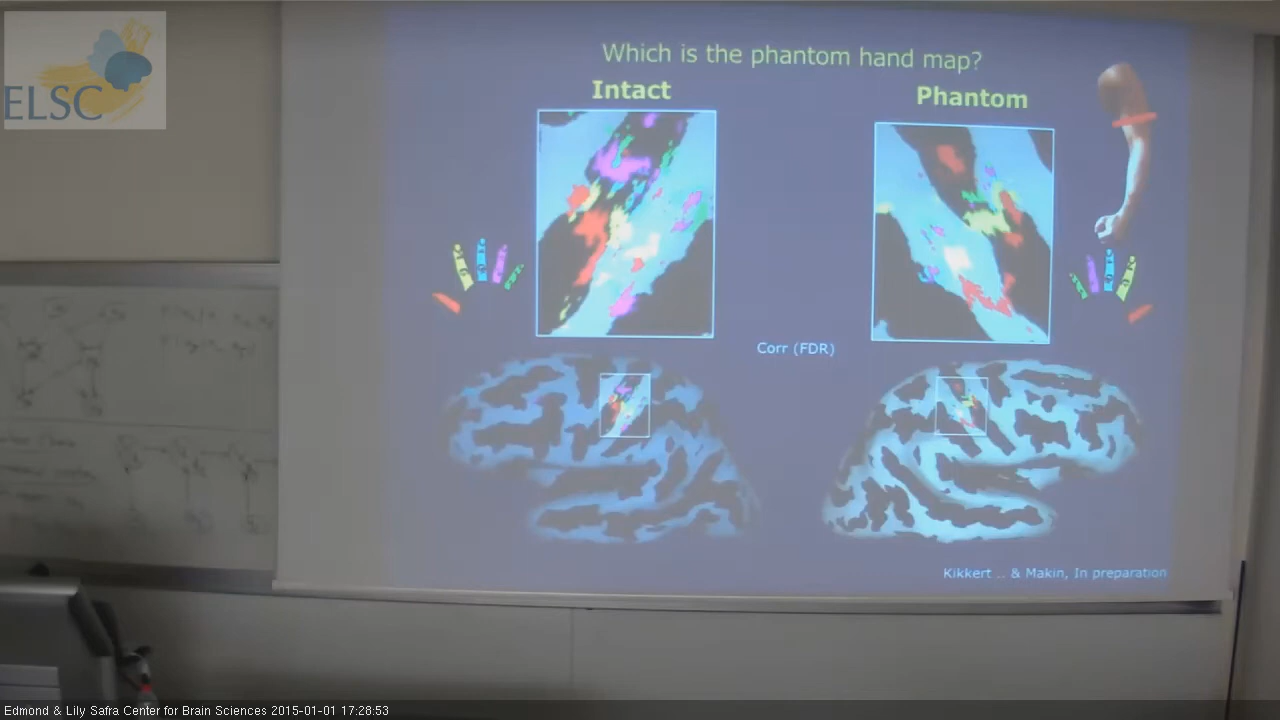 ELSC
Which is the phantom hand map?
Intact
Phantom
Corr (FDR)
Kikkert .. & Makin, In preparation
Edmond & Lily Safra Center for Brain Sciences 2015-01-01 17:28:53